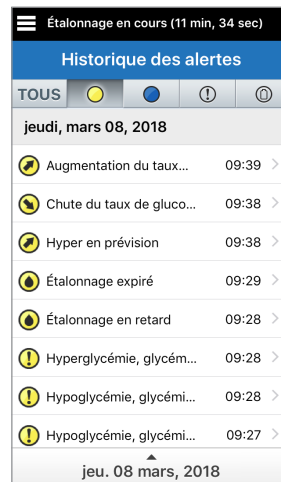 Étalonnage en cours (11 min, 34 sec)
Historique des alertes
TOUS
jeudi, mars 08, 2018
Augmentation du taux... 09:39
Chute du taux de gluco... 09:38
Hyper en prévision 09:38
Étalonnage expiré 09:29
Étalonnage en retard 09:28
Hyperglycémie, glycém... 09:28
Hypoglycémie, glycémi... 09:28
Hypoglycémie, glycémi... 09:27
jeu. 08 mars, 2018